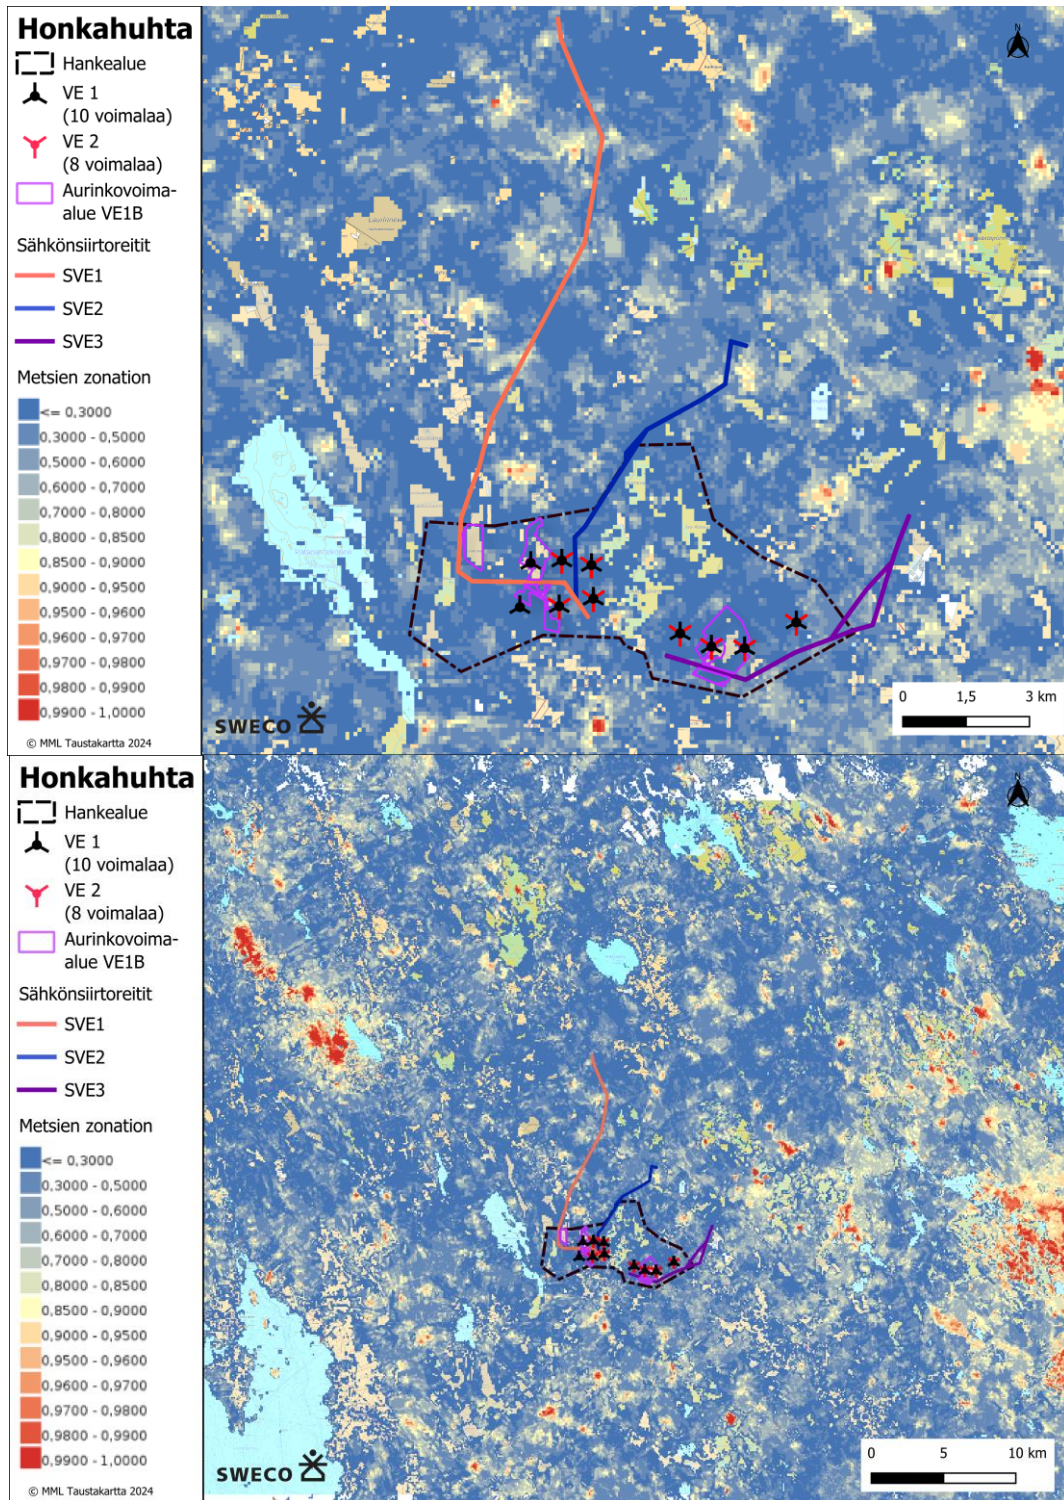 Honkahuhta
Hankealue
VE 1
(10 voimalaa)
VE 2
(8 voimalaa)
Aurinkovoima-
alue VE1B
Sähkönsiirtoreitit
SVE1
SVE2
SVE3
Metsien zonation
<= 0,3000
0,3000 - 0,5000
0,5000 - 0,6000
0,6000 - 0,7000
0,7000 - 0,8000
0,8000 - 0,8500
0,8500 - 0,9000
0,9000 - 0,9500
0,9500 - 0,9600
0,9600 - 0,9700
0,9700 - 0,9800
0,9800 - 0,9900
0,9900 - 1,0000
© MML Taustakartta 2024
N
SWECO
0 1,5 3 km
Honkahuhta
Hankealue
VE 1
(10 voimalaa)
VE 2
(8 voimalaa)
Aurinkovoima-
alue VE1B
Sähkönsiirtoreitit
SVE1
SVE2
SVE3
Metsien zonation
<= 0,3000
0,3000 - 0,5000
0,5000 - 0,6000
0,6000 - 0,7000
0,7000 - 0,8000
0,8000 - 0,8500
0,8500 - 0,9000
0,9000 - 0,9500
0,9500 - 0,9600
0,9600 - 0,9700
0,9700 - 0,9800
0,9800 - 0,9900
0,9900 - 1,0000
© MML Taustakartta 2024
N
SWECO
0 5 10 km